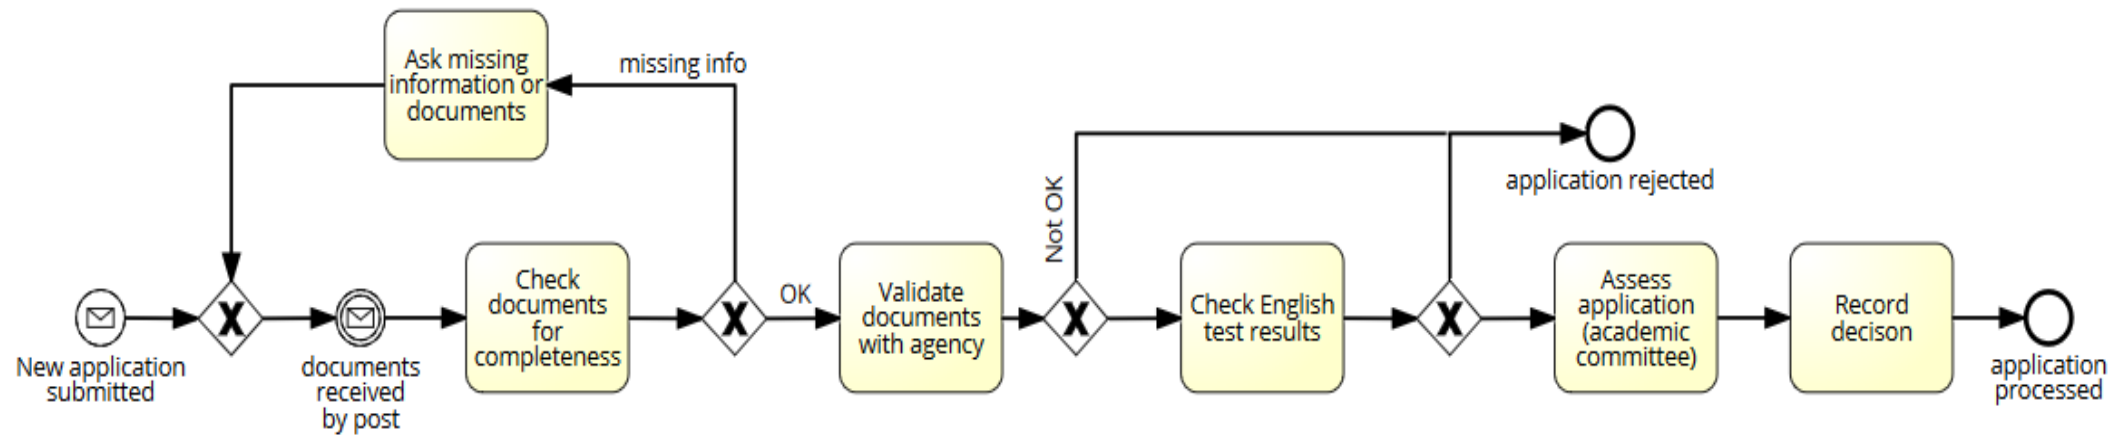 Ask missing
information or
documents
missing info
application rejected
Not OK
New application
submitted
documents
received
by post
Check
documents
for
completeness
OK
Validate
documents
with agency
Check English
test results
Assess
application
(academic
committee)
Record
decison
application
processed